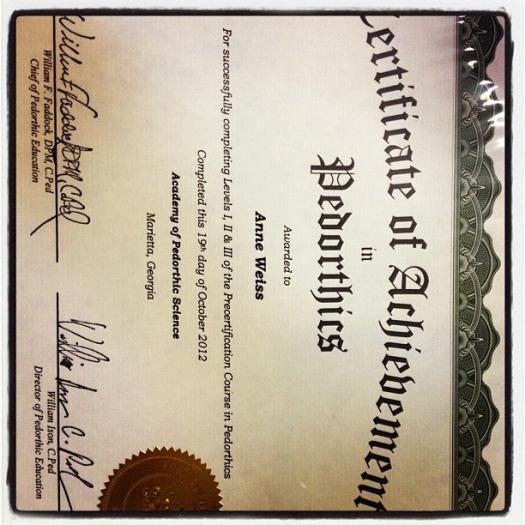 Certificate of Achievement
in
Pedorthics
Awarded to
Anne Weiss
For successfully completing Levels I, II & III of the Precertification Course in Pedorthics
Completed this 19th day of October 2012
Academy of Pedorthic Science
Marietta, Georgia
William F. Faddock, DPM, C.Ped
Chief of Pedorthic Education
William Ison, C.Ped
Director of Pedorthic Education